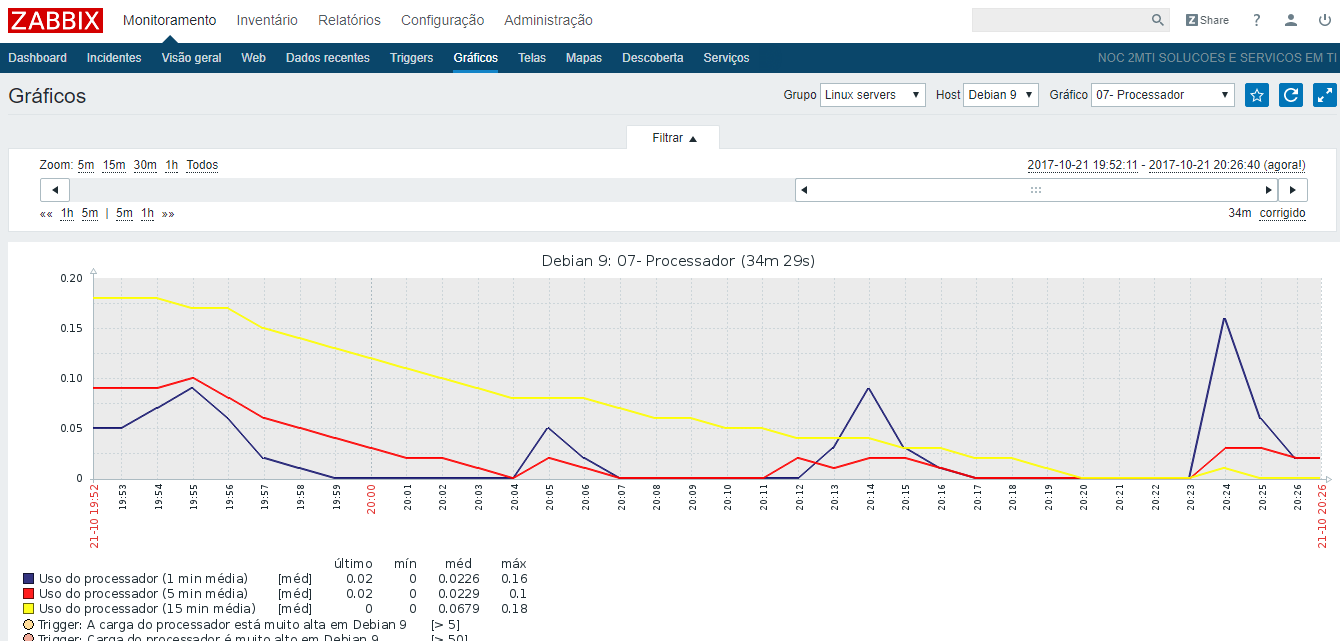 ZABBIX Monitoramento Inventário Relatórios Configuração Administração Z Share ?
Dashboard Incidentes Visão geral Web Dados recentes Triggers Gráficos Telas Mapas Descoberta Serviços NOC 2MTI SOLUCOES E SERVICOS EM TI
Gráficos Grupo Linux servers Host Debian 9 Gráfico 07- Processador
Filtrar
Zoom: 5m 15m 30m 1h Todos 2017-10-21 19:52:11 - 2017-10-21 20:26:40 (agora!)
«« 1h 5m | 5m 1h »» 34m corrigido
Debian 9: 07- Processador (34m 29s)
0.20
0.15
0.10
0.05
0
21-10 19:52 19:53 19:54 19:55 19:56 19:57 19:58 19:59 20:00 20:01 20:02 20:03 20:04 20:05 20:06 20:07 20:08 20:09 20:10 20:11 20:12 20:13 20:14 20:15 20:16 20:17 20:18 20:19 20:20 20:21 20:22 20:23 20:24 20:25 20:26 21-10 20:26
último mín méd máx
Uso do processador (1 min média) [méd] 0.02 0 0.0226 0.16
Uso do processador (5 min média) [méd] 0.02 0 0.0229 0.1
Uso do processador (15 min média) [méd] 0 0 0.0679 0.18
Trigger: A carga do processador está muito alta em Debian 9 [> 5]
Trigger: Carga do processador é muito alto em Debian 9 [> 50]